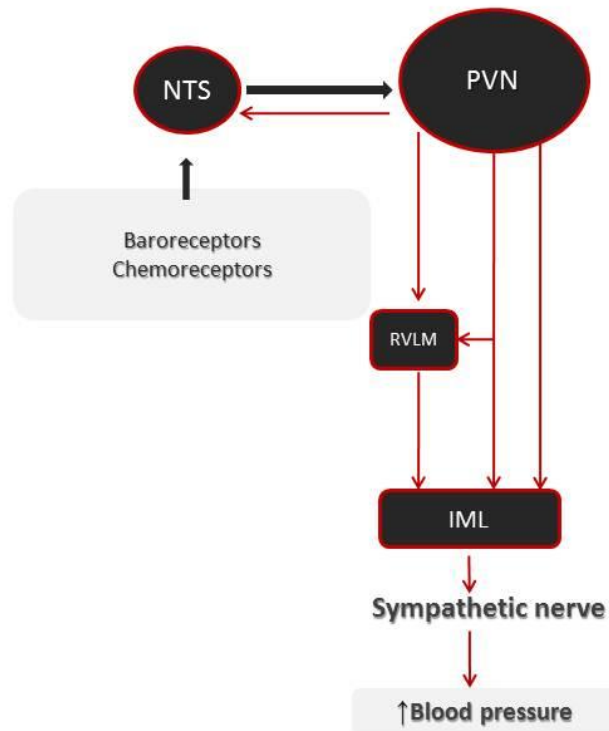 NTS
PVN
Baroreceptors
Chemoreceptors
RVLM
IML
Sympathetic nerve
↑Blood pressure